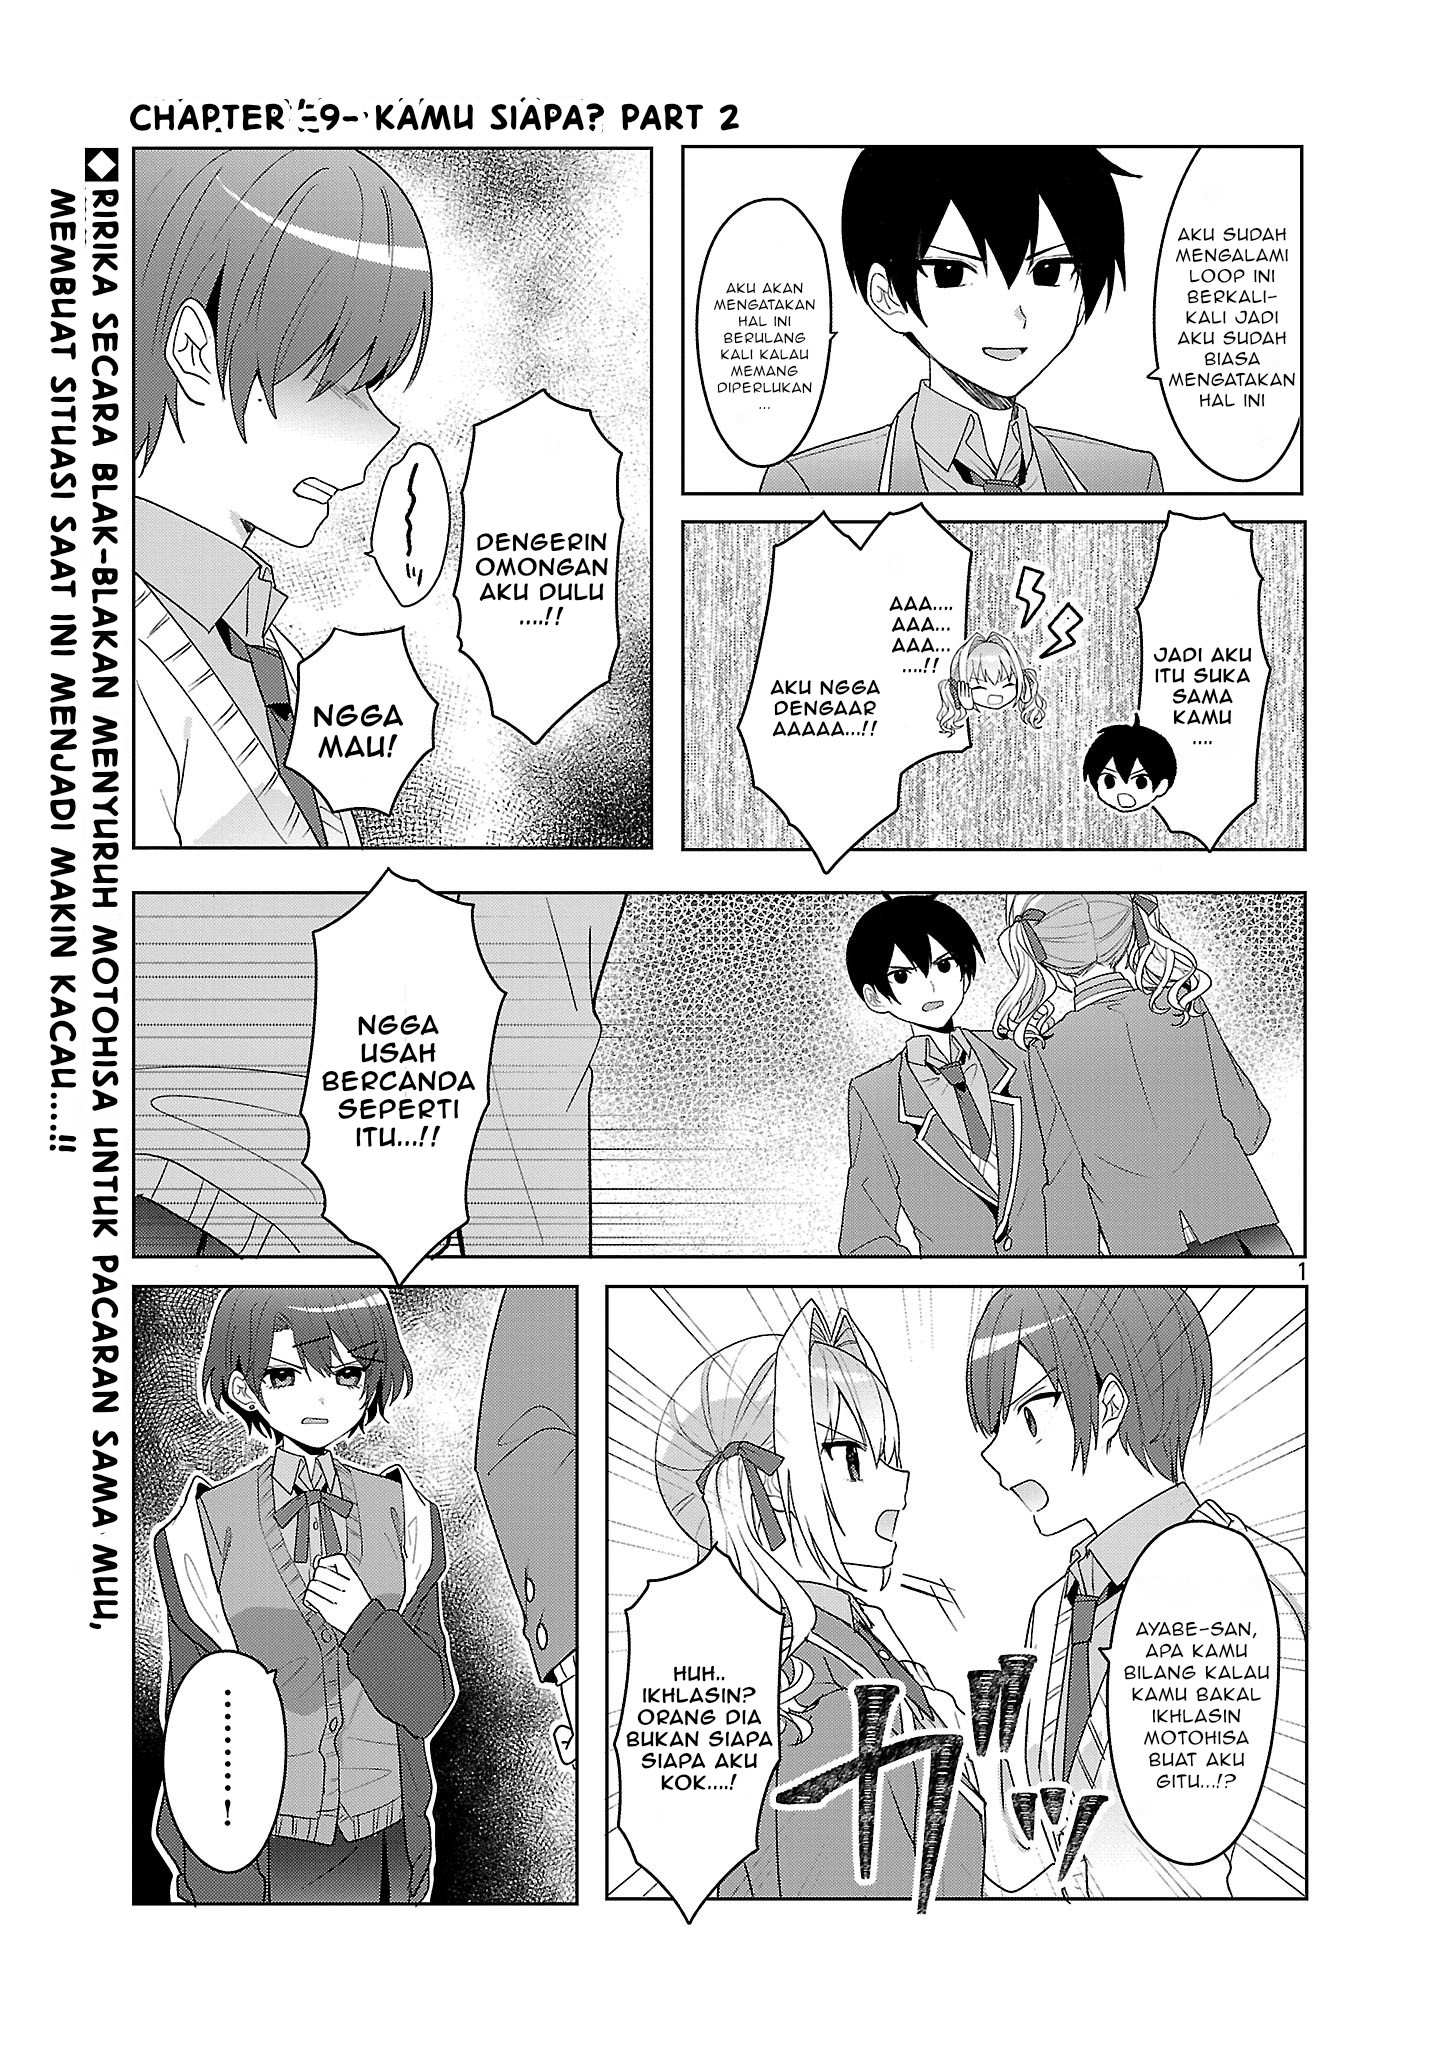 CHAPTER -9- KAMU SIAPA? PART 2
◆RIRIKA SECARA BLAK-BLAKAN MENYURUH MOTOHISA UNTUK PACARAN SAMA MUU,
MEMBUAT SITUASI SAAT INI MENJADI MAKIN KACAU....!!
AKU SUDAH
MENGALAMI
LOOP INI
BERKALI-
KALI JADI
AKU SUDAH
BIASA
MENGATAKAN
HAL INI
AKU AKAN
MENGATAKAN
HAL INI
BERULANG
KALI KALAU
MEMANG
DIPERLUKAN
...
JADI AKU
ITU SUKA
SAMA
KAMU
....
AAA....
AAA...
AAA...
....!!
AKU NGGA
DENGAAR
AAAAA...!!
DENGERIN
OMONGAN
AKU DULU
....!!
NGGA
MAU!
NGGA
USAH
BERCANDA
SEPERTI
ITU...!!
1
AYABE-SAN,
APA KAMU
BILANG KALAU
KAMU BAKAL
IKHLASIN
MOTOHISA
BUAT AKU
GITU...!?
HUH..
IKHLASIN?
ORANG DIA
BUKAN SIAPA
SIAPA AKU
KOK....!
ガッ
.........!